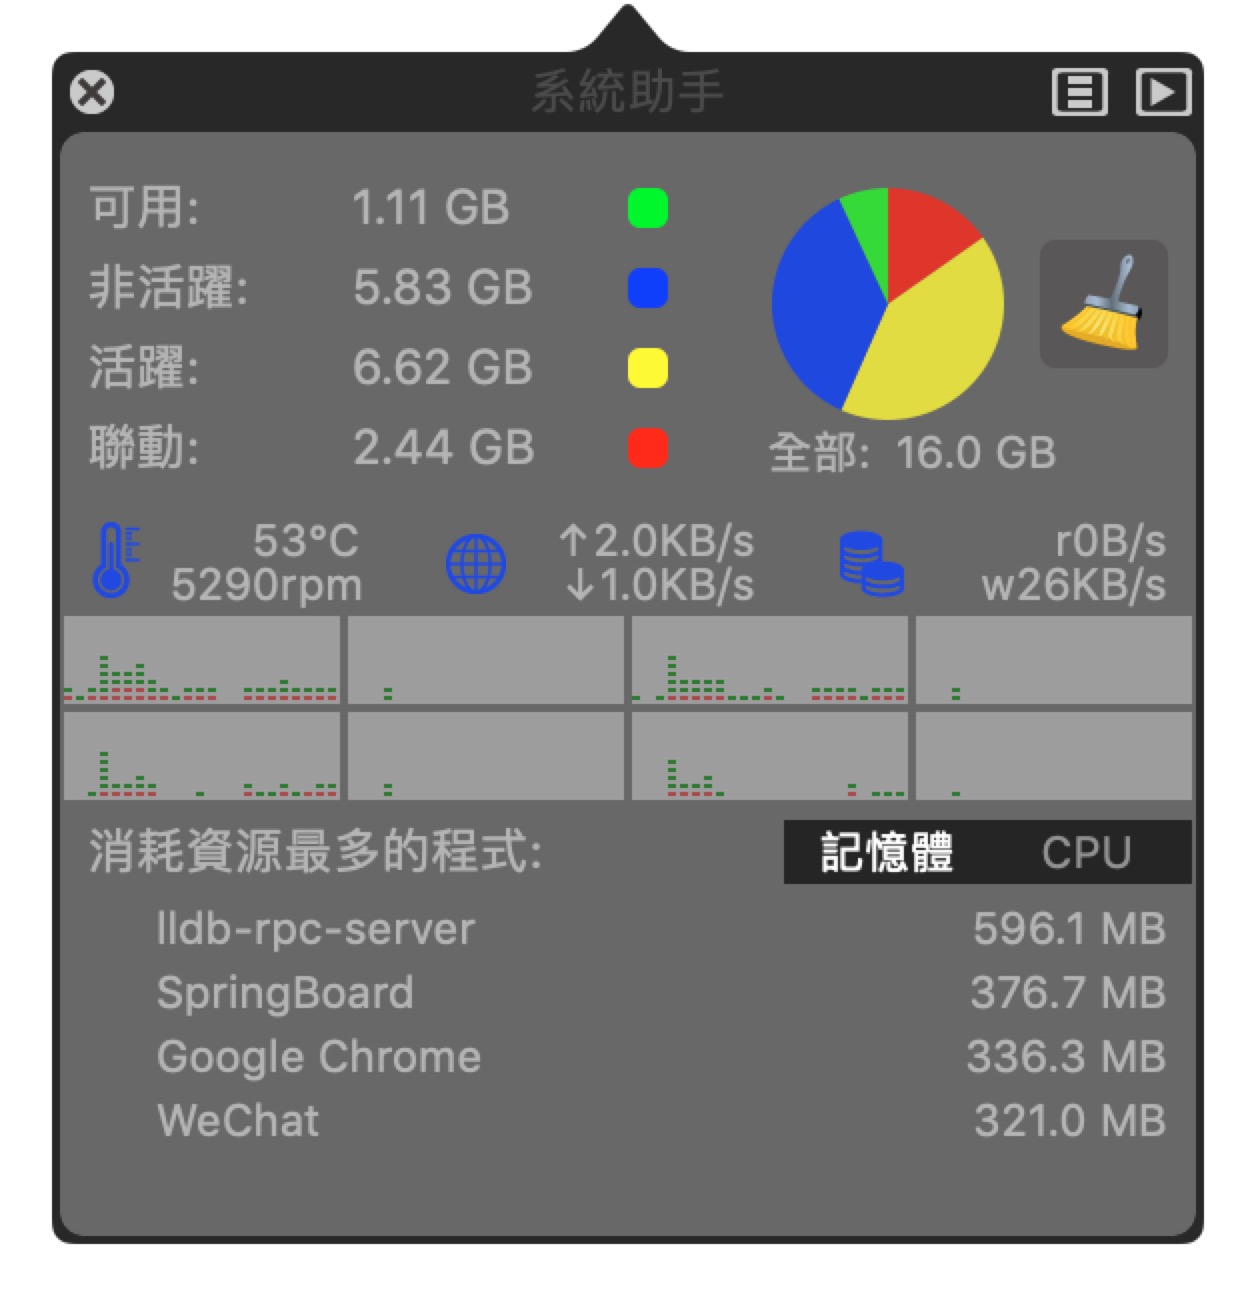 系統助手
可用: 1.11 GB
非活躍: 5.83 GB
活躍: 6.62 GB
聯動: 2.44 GB
全部: 16.0 GB
53°C ↑2.0KB/s r0B/s
5290rpm ↓1.0KB/s w26KB/s
消耗資源最多的程式: 記憶體 CPU
lldb-rpc-server 596.1 MB
SpringBoard 376.7 MB
Google Chrome 336.3 MB
WeChat 321.0 MB